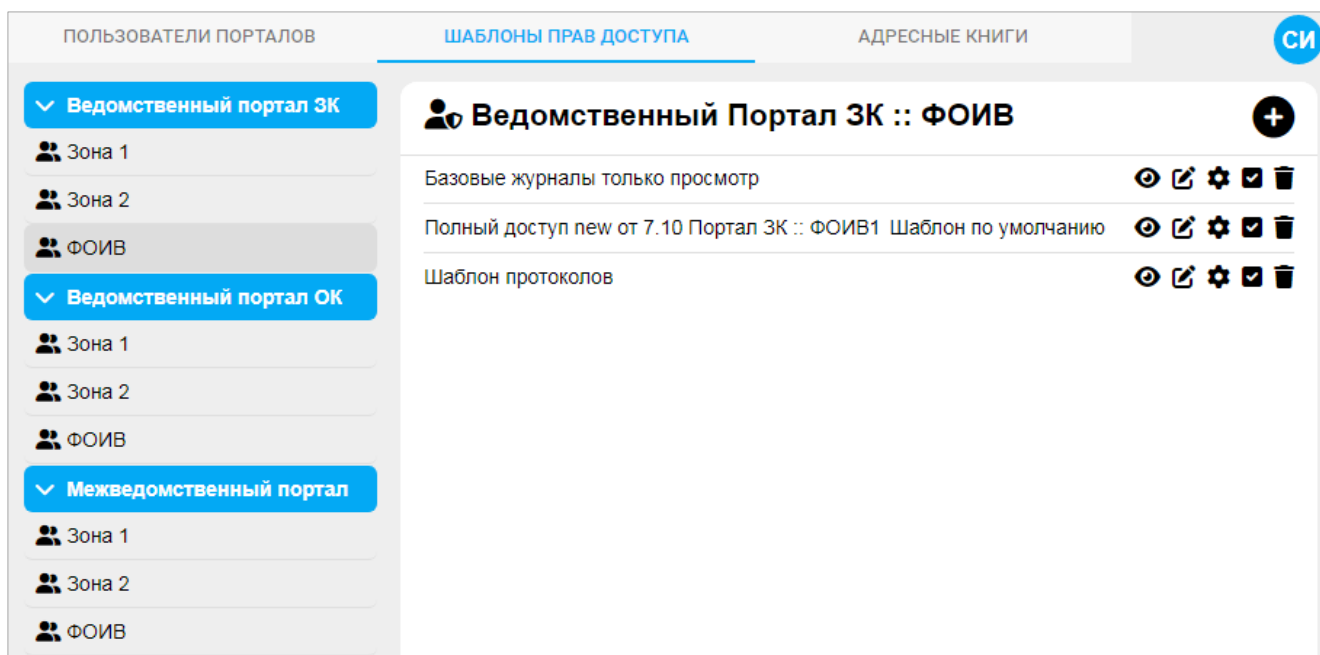 ПОЛЬЗОВАТЕЛИ ПОРТАЛОВ
ШАБЛОНЫ ПРАВ ДОСТУПА
АДРЕСНЫЕ КНИГИ
СИ
Ведомственный портал ЗК
Зона 1
Зона 2
ФОИВ
Ведомственный портал ОК
Зона 1
Зона 2
ФОИВ
Межведомственный портал
Зона 1
Зона 2
ФОИВ
Ведомственный Портал ЗК :: ФОИВ
Базовые журналы только просмотр
Полный доступ new от 7.10 Портал ЗК :: ФОИВ1 Шаблон по умолчанию
Шаблон протоколов